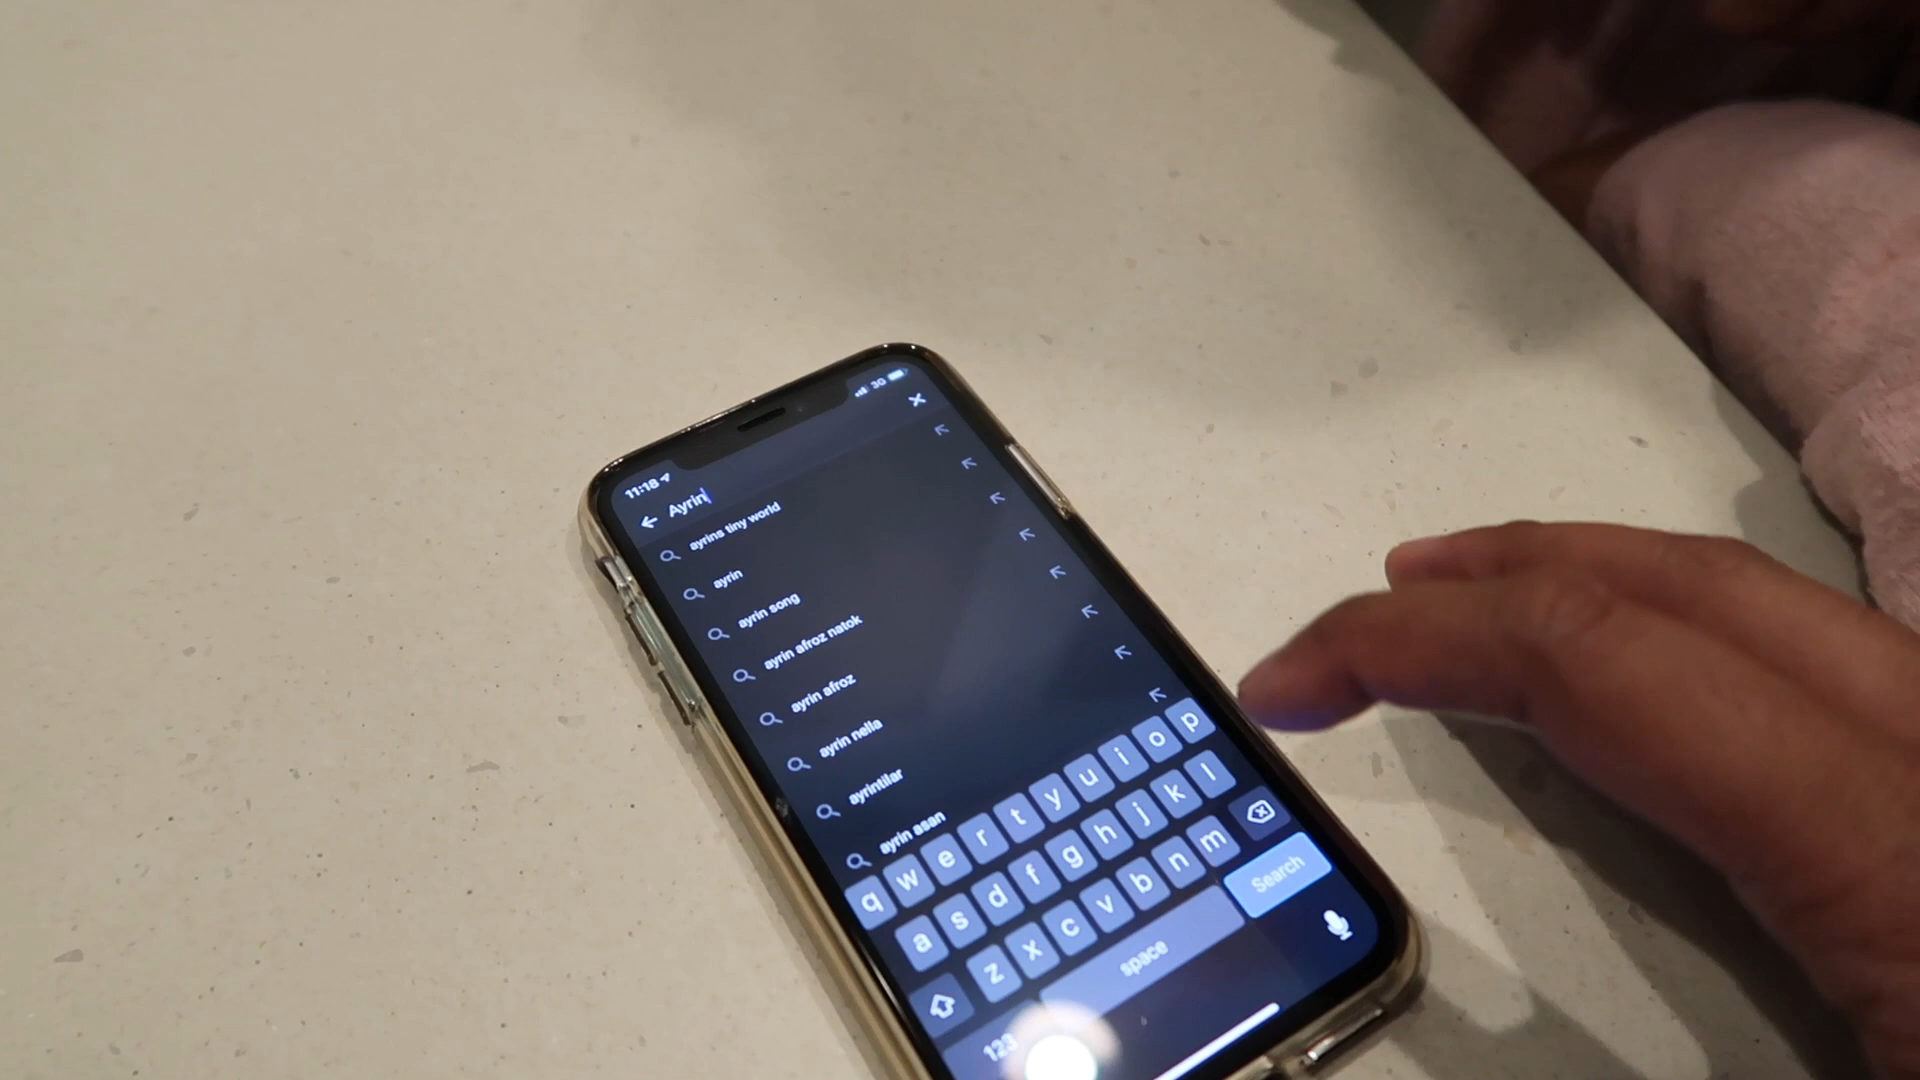 11:18
3G
Ayrin
ayrins tiny world
ayrin
ayrin song
ayrin afroz natok
ayrin afroz
ayrin nella
ayrintilar
ayrin asan
q w e r t y u i o p
a s d f g h j k l
z x c v b n m
123 space Search